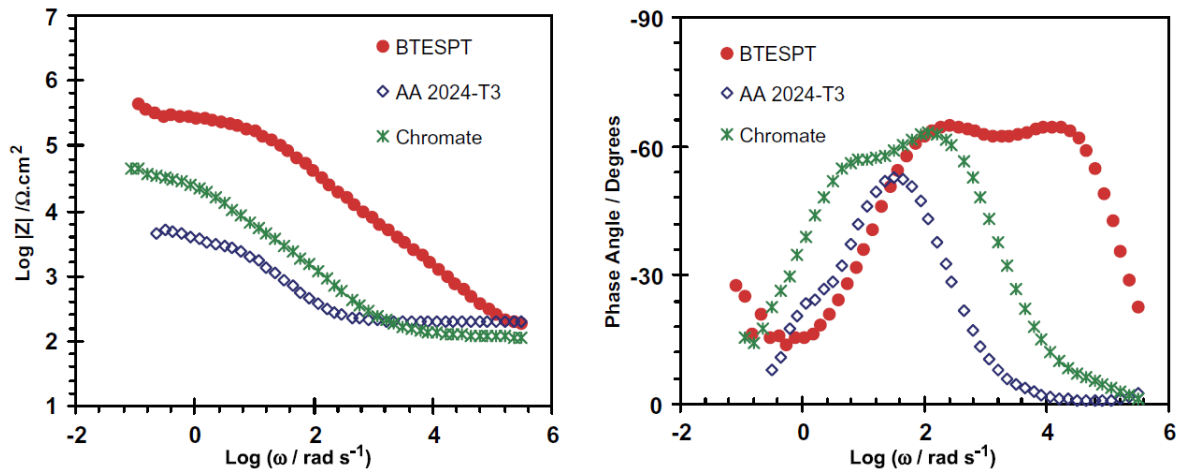 7
6
5
4
3
2
1
-2
0
2
4
6
Log |Z| /Ω.cm²
Log (ω / rad s⁻¹)
BTESPT
AA 2024-T3
Chromate
-90
-60
-30
0
-2
0
2
4
6
Phase Angle / Degrees
Log (ω / rad s⁻¹)
BTESPT
AA 2024-T3
Chromate